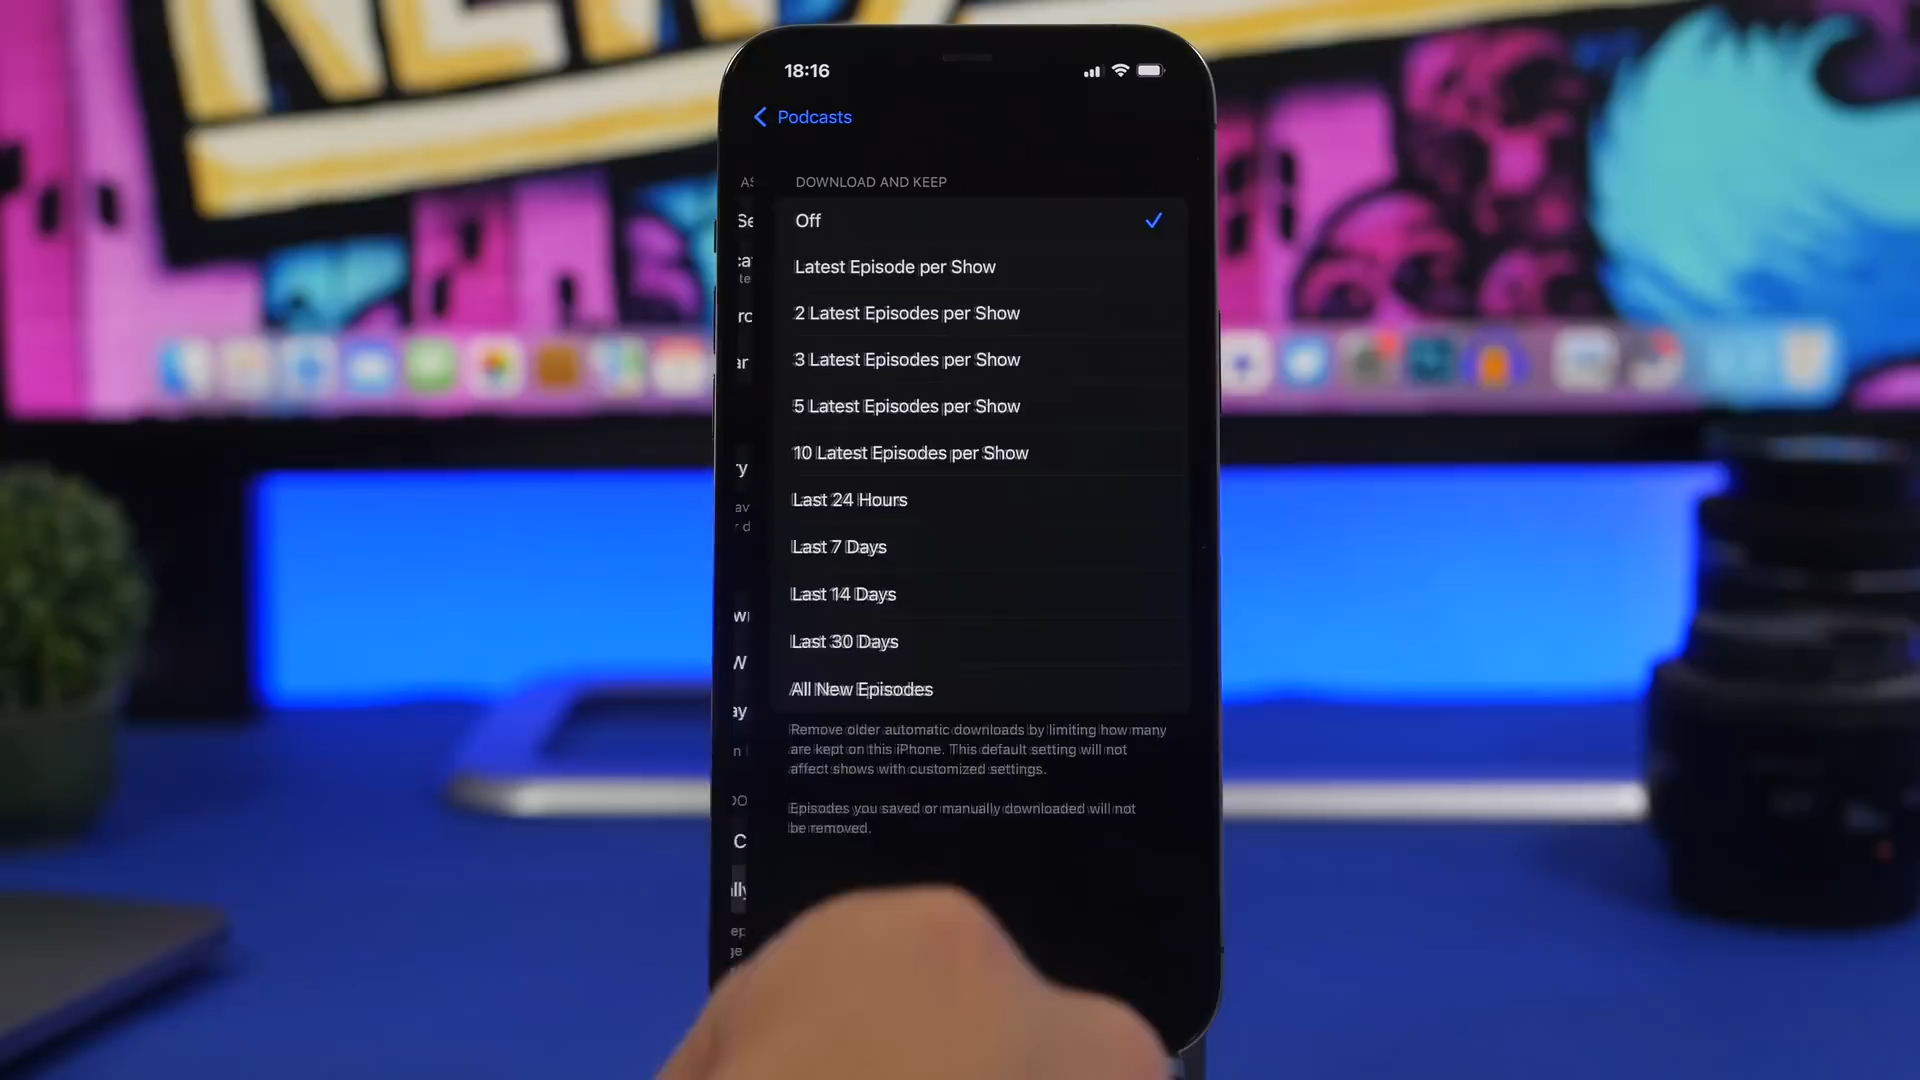 NEWS
18:16
Podcasts
DOWNLOAD AND KEEP
Off
Latest Episode per Show
2 Latest Episodes per Show
3 Latest Episodes per Show
5 Latest Episodes per Show
10 Latest Episodes per Show
Last 24 Hours
Last 7 Days
Last 14 Days
Last 30 Days
All New Episodes
Remove older automatic downloads by limiting how many
are kept on this iPhone. This default setting will not
affect shows with customized settings.
Episodes you saved or manually downloaded will not
be removed.